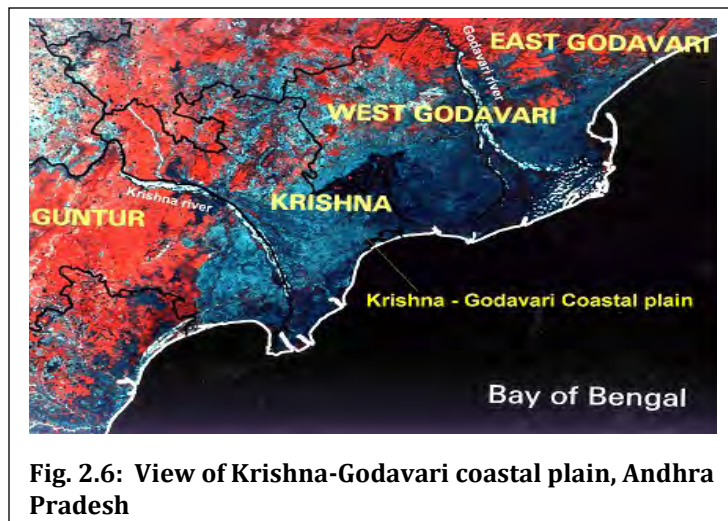 EAST GODAVARI
Godavari river
WEST GODAVARI
Krishna river
KRISHNA
GUNTUR
Krishna - Godavari Coastal plain
Bay of Bengal
Fig. 2.6: View of Krishna-Godavari coastal plain, Andhra
Pradesh